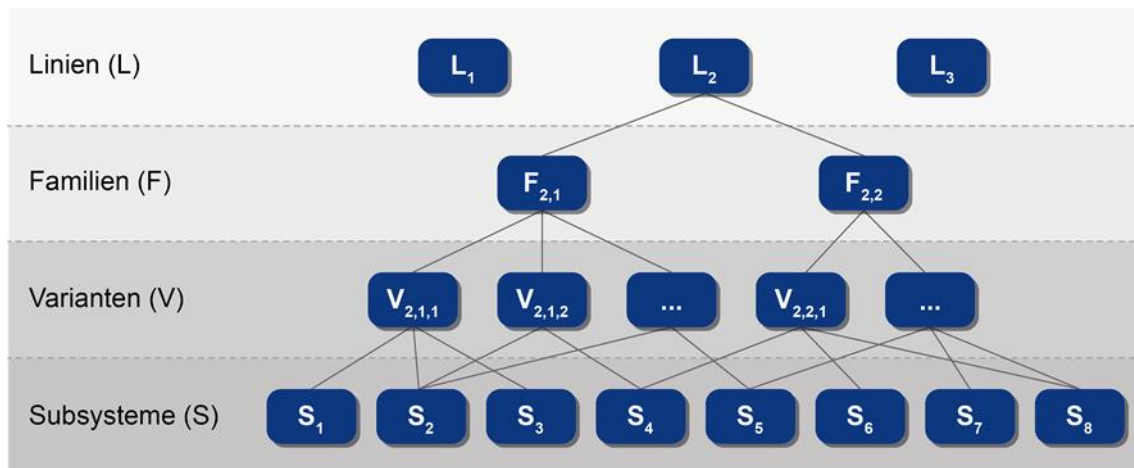 Linien (L)
L1
L2
L3
Familien (F)
F2,1
F2,2
Varianten (V)
V2,1,1
V2,1,2
...
V2,2,1
...
Subsysteme (S)
S1
S2
S3
S4
S5
S6
S7
S8